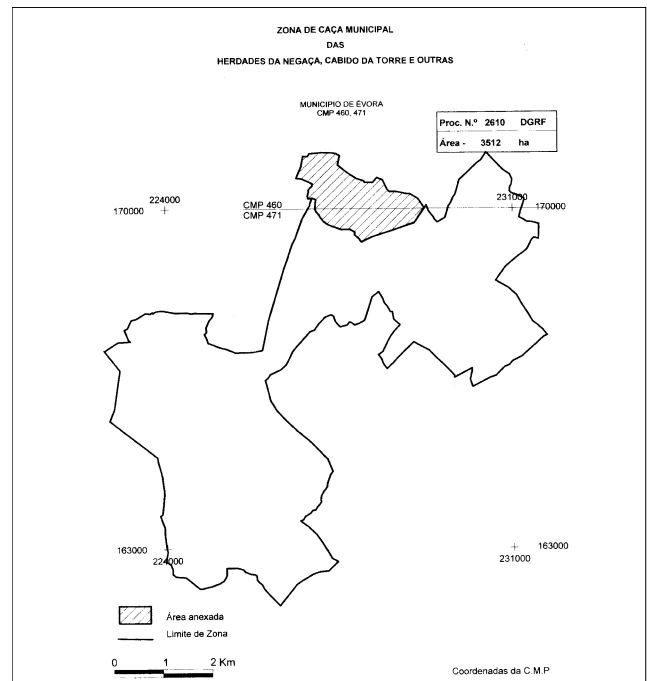 ZONA DE CAÇA MUNICIPAL
DAS
HERDADES DA NEGAÇA, CABIDO DA TORRE E OUTRAS
MUNICIPIO DE ÉVORA
CMP 460, 471
Proc. N.º 2610 DGRF
Área - 3512 ha
224000
170000
CMP 460
CMP 471
231000
170000
163000
224000
163000
231000
Área anexada
Limite de Zona
0 1 2 Km
Coordenadas da C.M.P